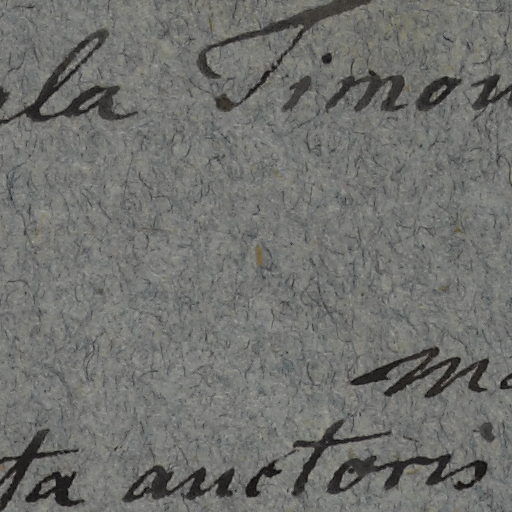 ela Timon
Ma
ta auctoris